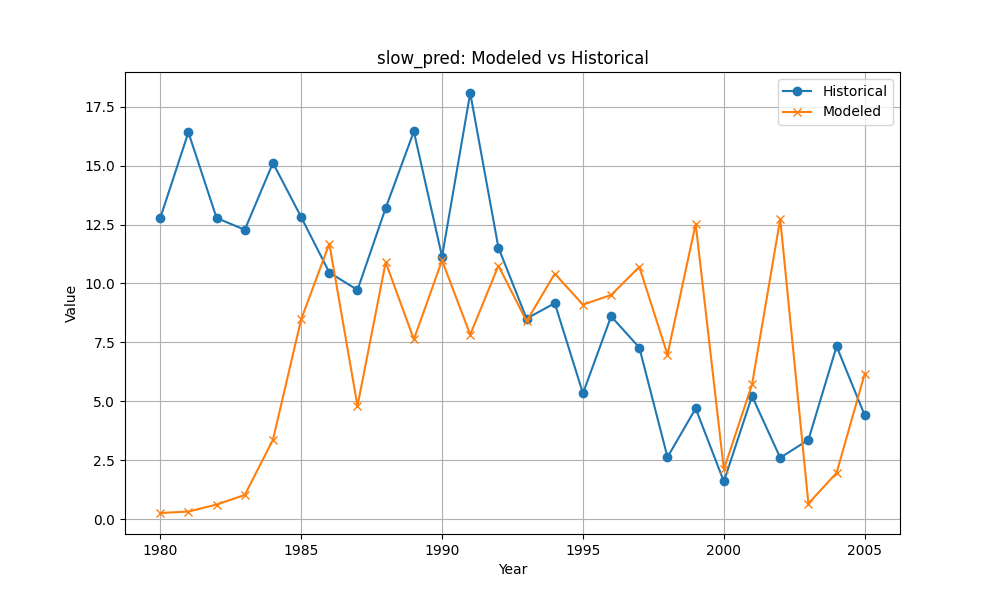 slow_pred: Modeled vs Historical
Historical
Modeled
Value
17.5
15.0
12.5
10.0
7.5
5.0
2.5
0.0
1980 1985 1990 1995 2000 2005
Year